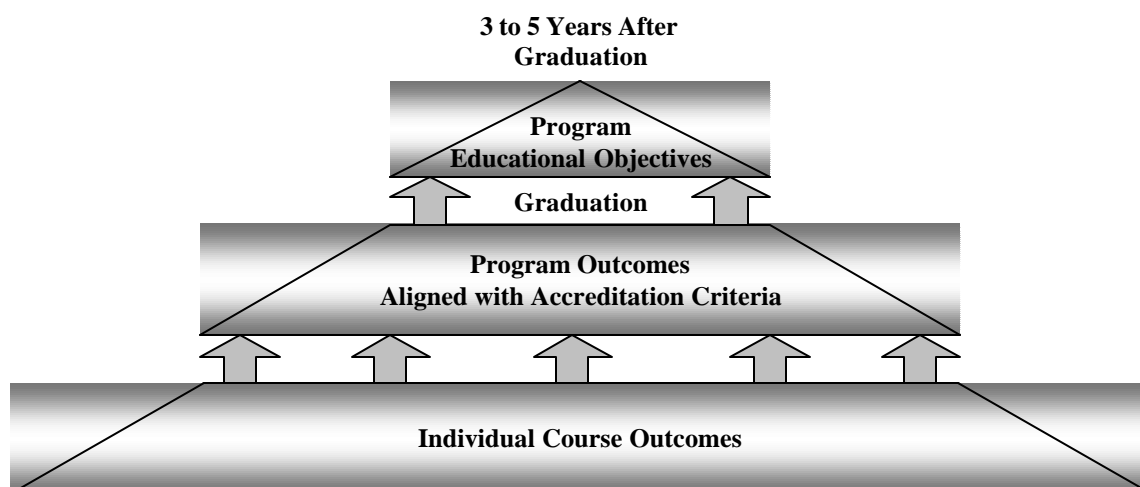 3 to 5 Years After
Graduation
Program
Educational Objectives
Graduation
Program Outcomes
Aligned with Accreditation Criteria
Individual Course Outcomes